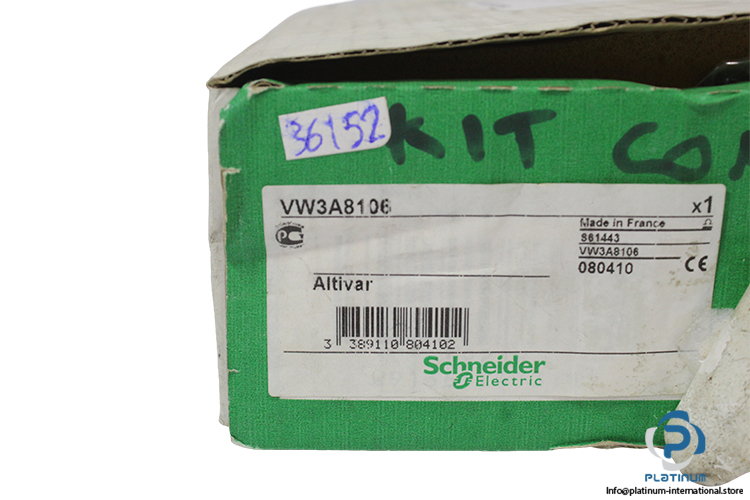 36152
KIT
VW3A8106
x1
Made in France
S61443
VW3A8106
080410
CE
Altivar
3 389110 804102
Schneider
Electric
PLATINUM
Info@platinum-international.store